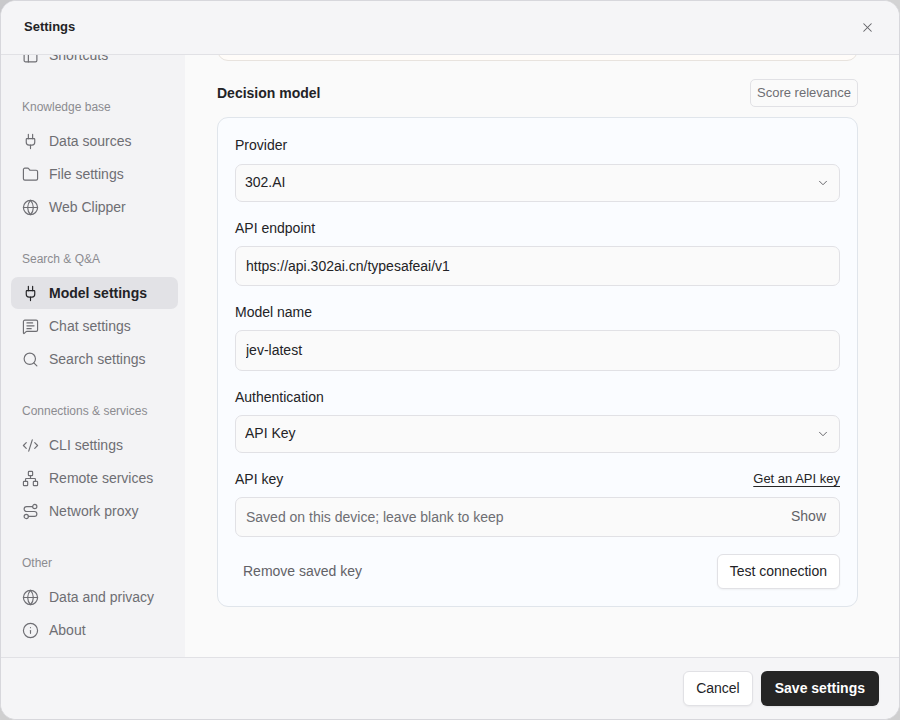 Settings
Shortcuts
Knowledge base
Data sources
File settings
Web Clipper
Search & Q&A
Model settings
Chat settings
Search settings
Connections & services
CLI settings
Remote services
Network proxy
Other
Data and privacy
About
Decision model
Score relevance
Provider
302.AI
API endpoint
https://api.302ai.cn/typesafeai/v1
Model name
jev-latest
Authentication
API Key
API key
Get an API key
Saved on this device; leave blank to keep
Show
Remove saved key
Test connection
Cancel
Save settings